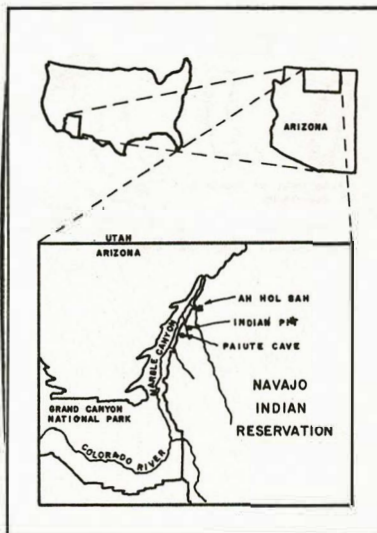 ARIZONA
UTAH
ARIZONA
AH HOL SAH
INDIAN PIT
PAIUTE CAVE
MARBLE CANYON
NAVAJO
INDIAN
RESERVATION
GRAND CANYON
NATIONAL PARK
COLORADO RIVER